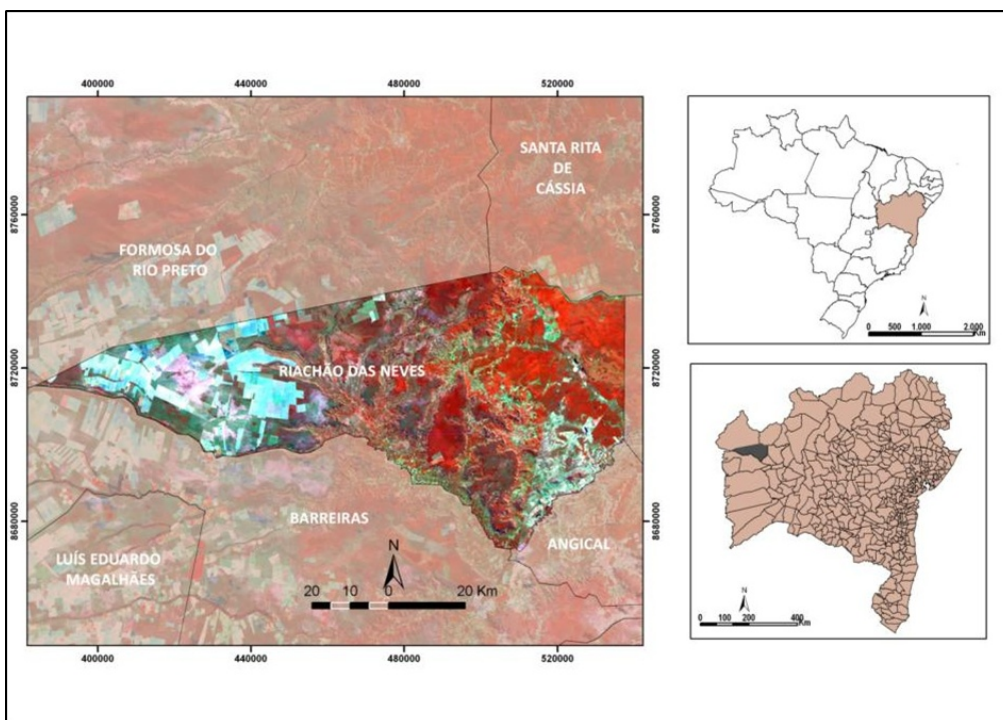 400000 440000 480000 520000
SANTA RITA
DE
CÁSSIA
8760000 8760000
FORMOSA DO
RIO PRETO
8720000 8720000
RIACHÃO DAS NEVES
8680000 8680000
BARREIRAS
ANGICAL
LUÍS EDUARDO
MAGALHÃES
N
20 10 0 20 Km
400000 440000 480000 520000
N
0 500 1.000 2.000
Km
N
0 100 200 400
Km